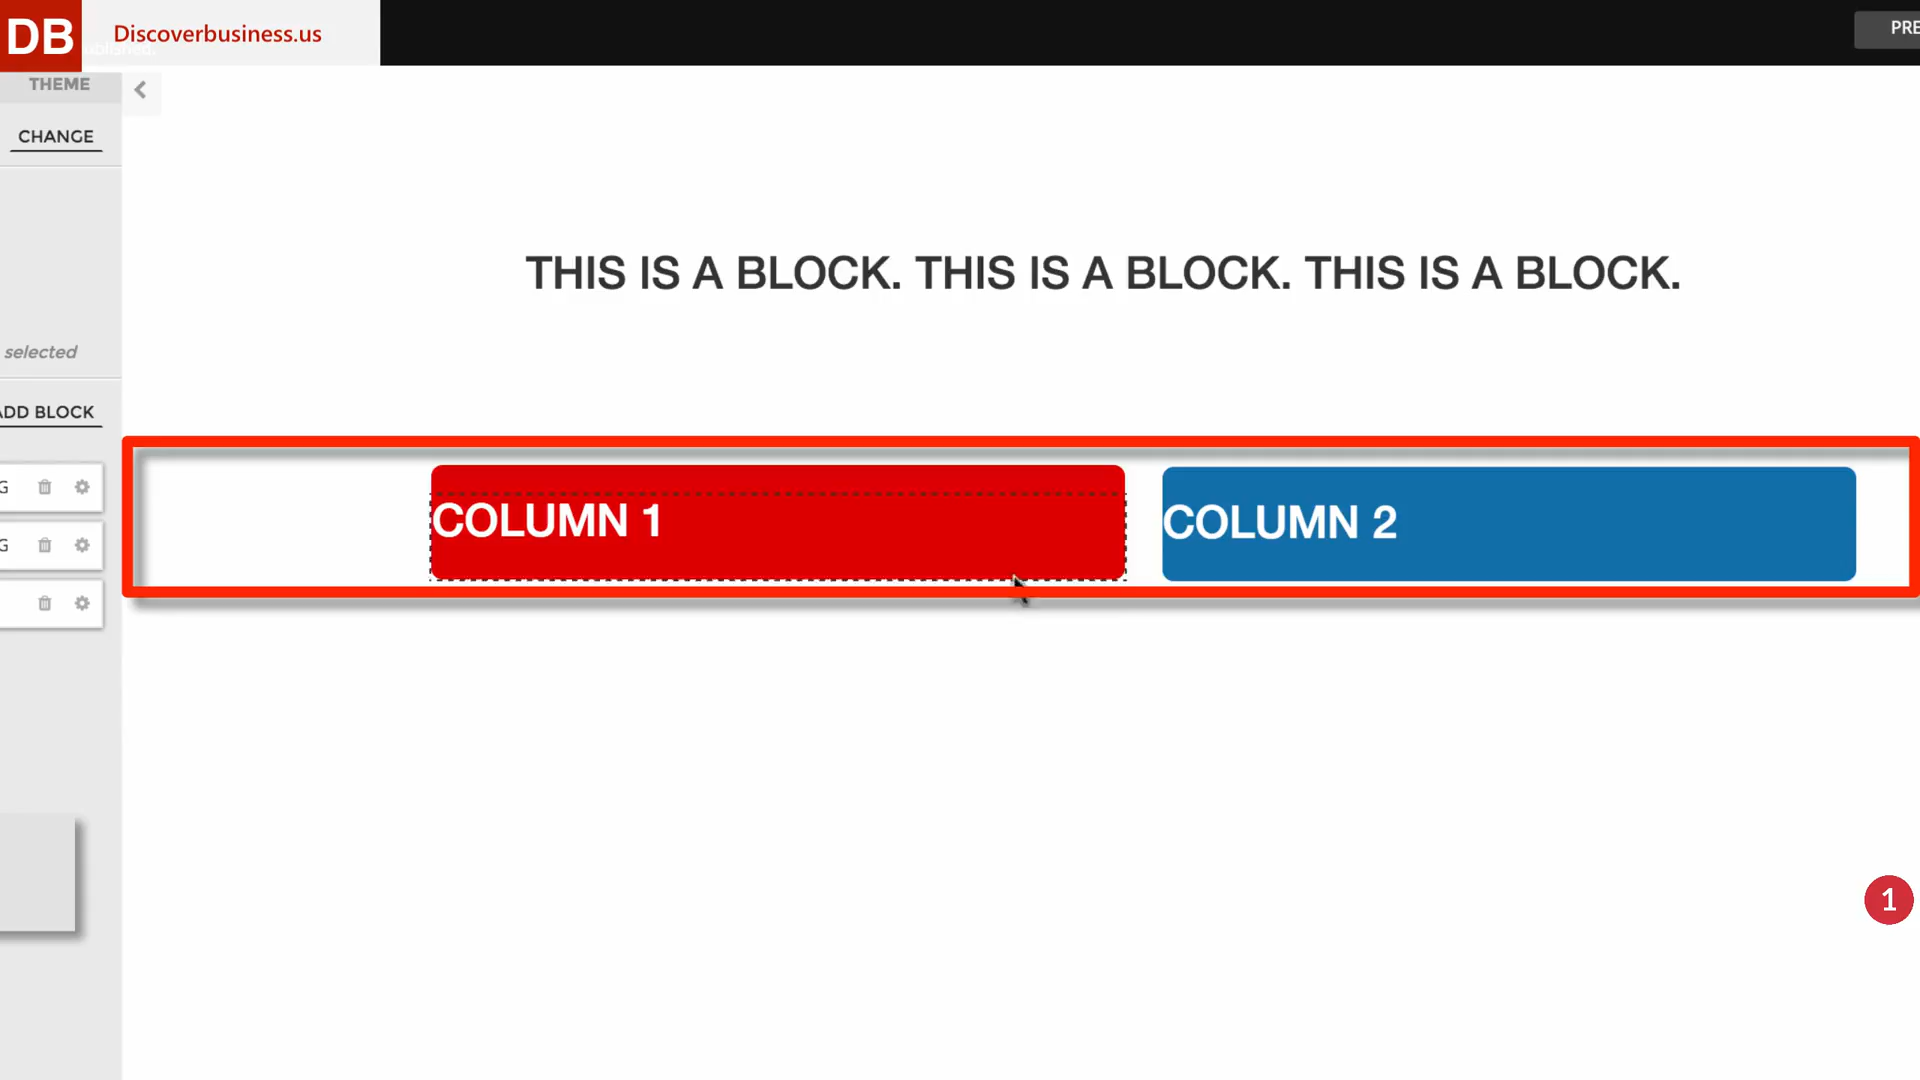 DB
Discoverbusiness.us
PRE
THEME
CHANGE
THIS IS A BLOCK. THIS IS A BLOCK. THIS IS A BLOCK.
selected
ADD BLOCK
G
COLUMN 1
COLUMN 2
G
1